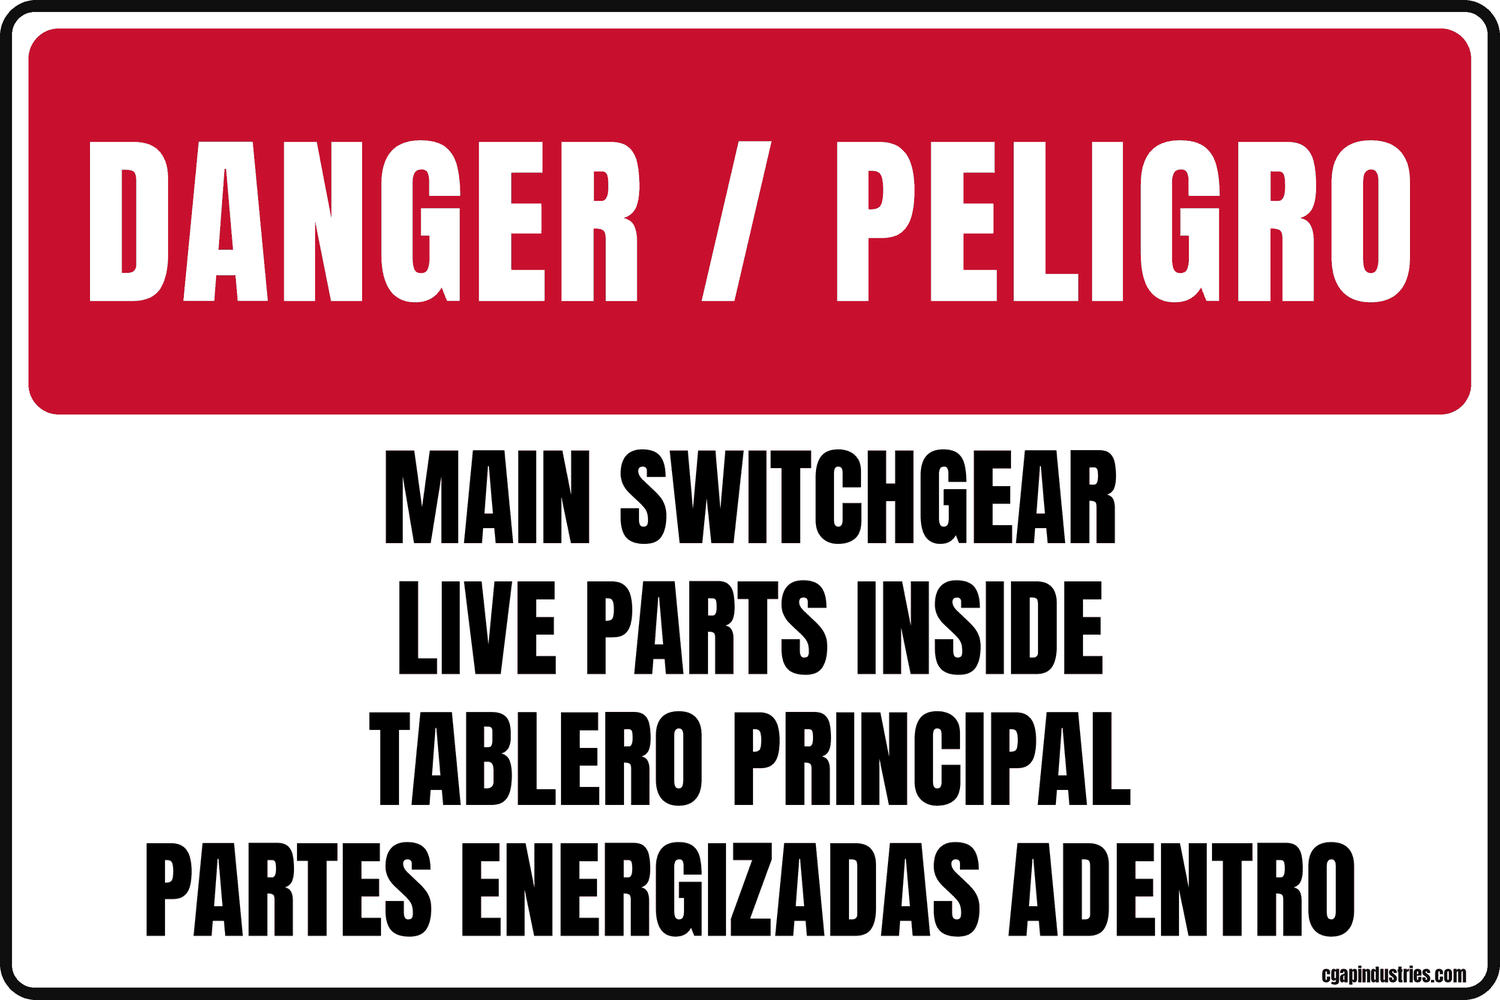 DANGER / PELIGRO
MAIN SWITCHGEAR
LIVE PARTS INSIDE
TABLERO PRINCIPAL
PARTES ENERGIZADAS ADENTRO
cgapindustries.com